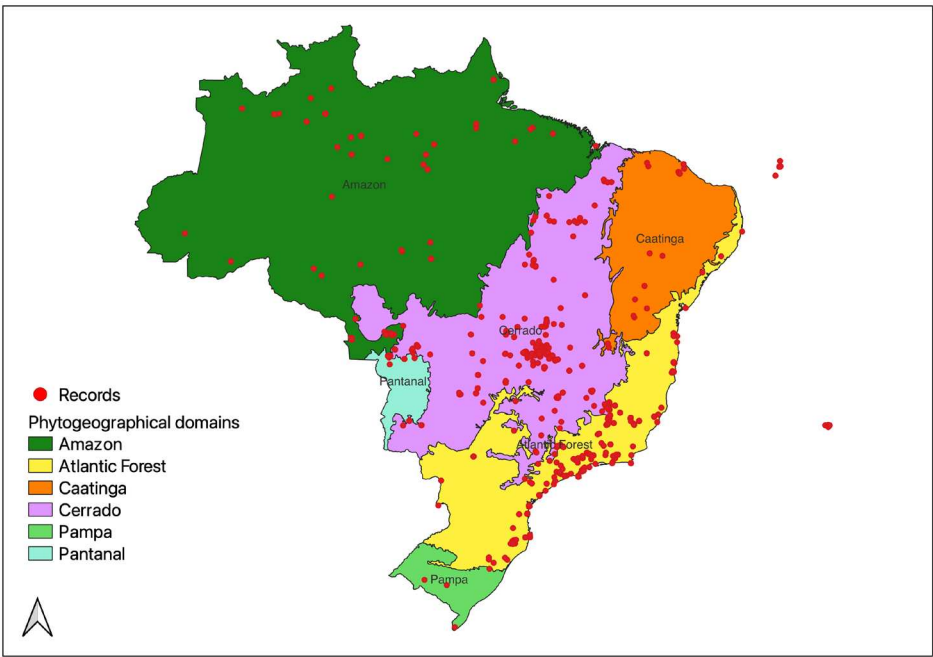 Amazon
Caatinga
Cerrado
Pantanal
Atlantic Forest
Pampa
Records
Phytogeographical domains
Amazon
Atlantic Forest
Caatinga
Cerrado
Pampa
Pantanal